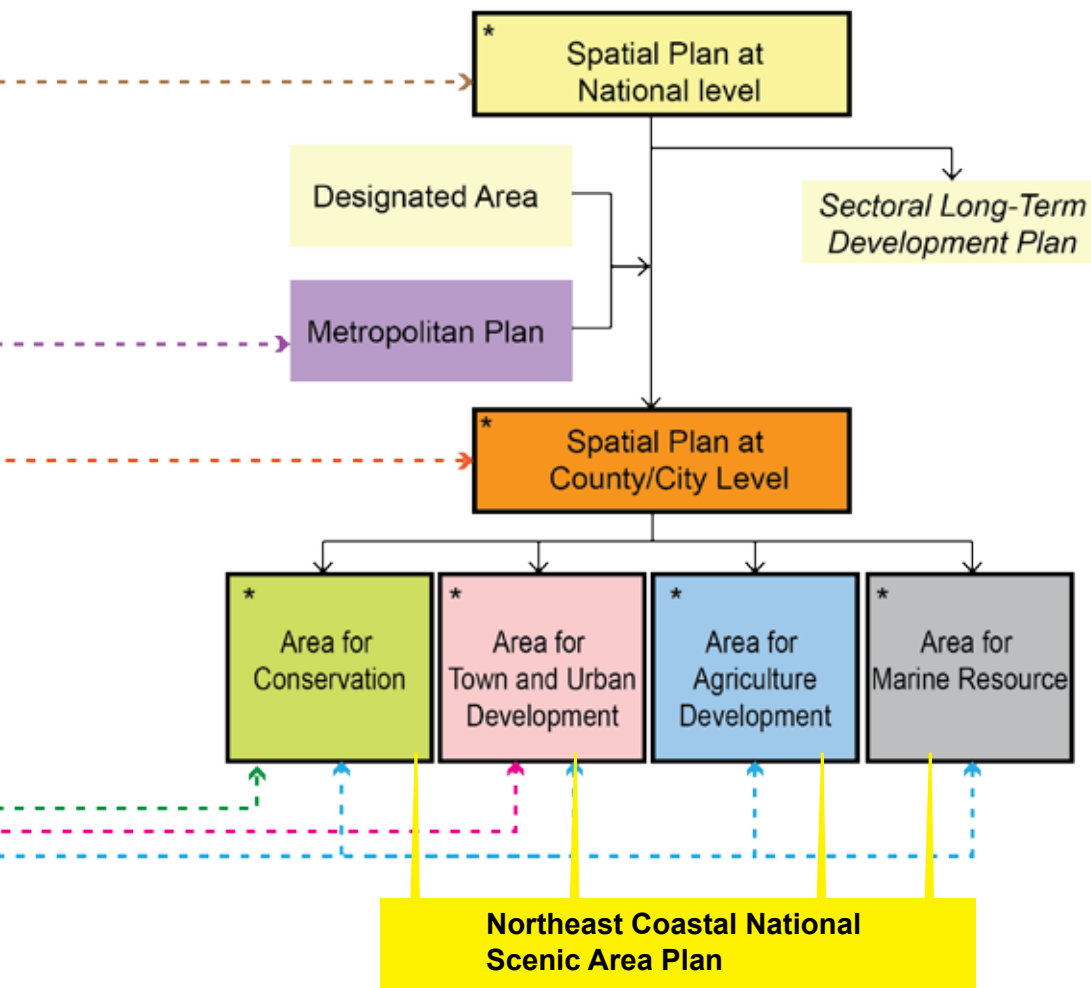 *
Spatial Plan at
National level
Designated Area
Sectoral Long-Term
Development Plan
Metropolitan Plan
*
Spatial Plan at
County/City Level
*
Area for
Conservation
*
Area for
Town and Urban
Development
*
Area for
Agriculture
Development
*
Area for
Marine Resource
Northeast Coastal National
Scenic Area Plan